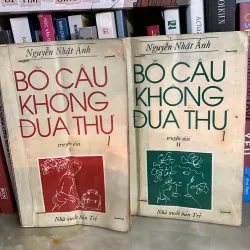 Nguyễn Nhật Ánh
BỒ CÂU
KHÔNG
ĐƯA THƯ
truyện dài
I
Nhà xuất bản Trẻ
Nguyễn Nhật Ánh
BỒ CÂU
KHÔNG
ĐƯA THƯ
truyện dài
II
Nhà xuất bản Trẻ